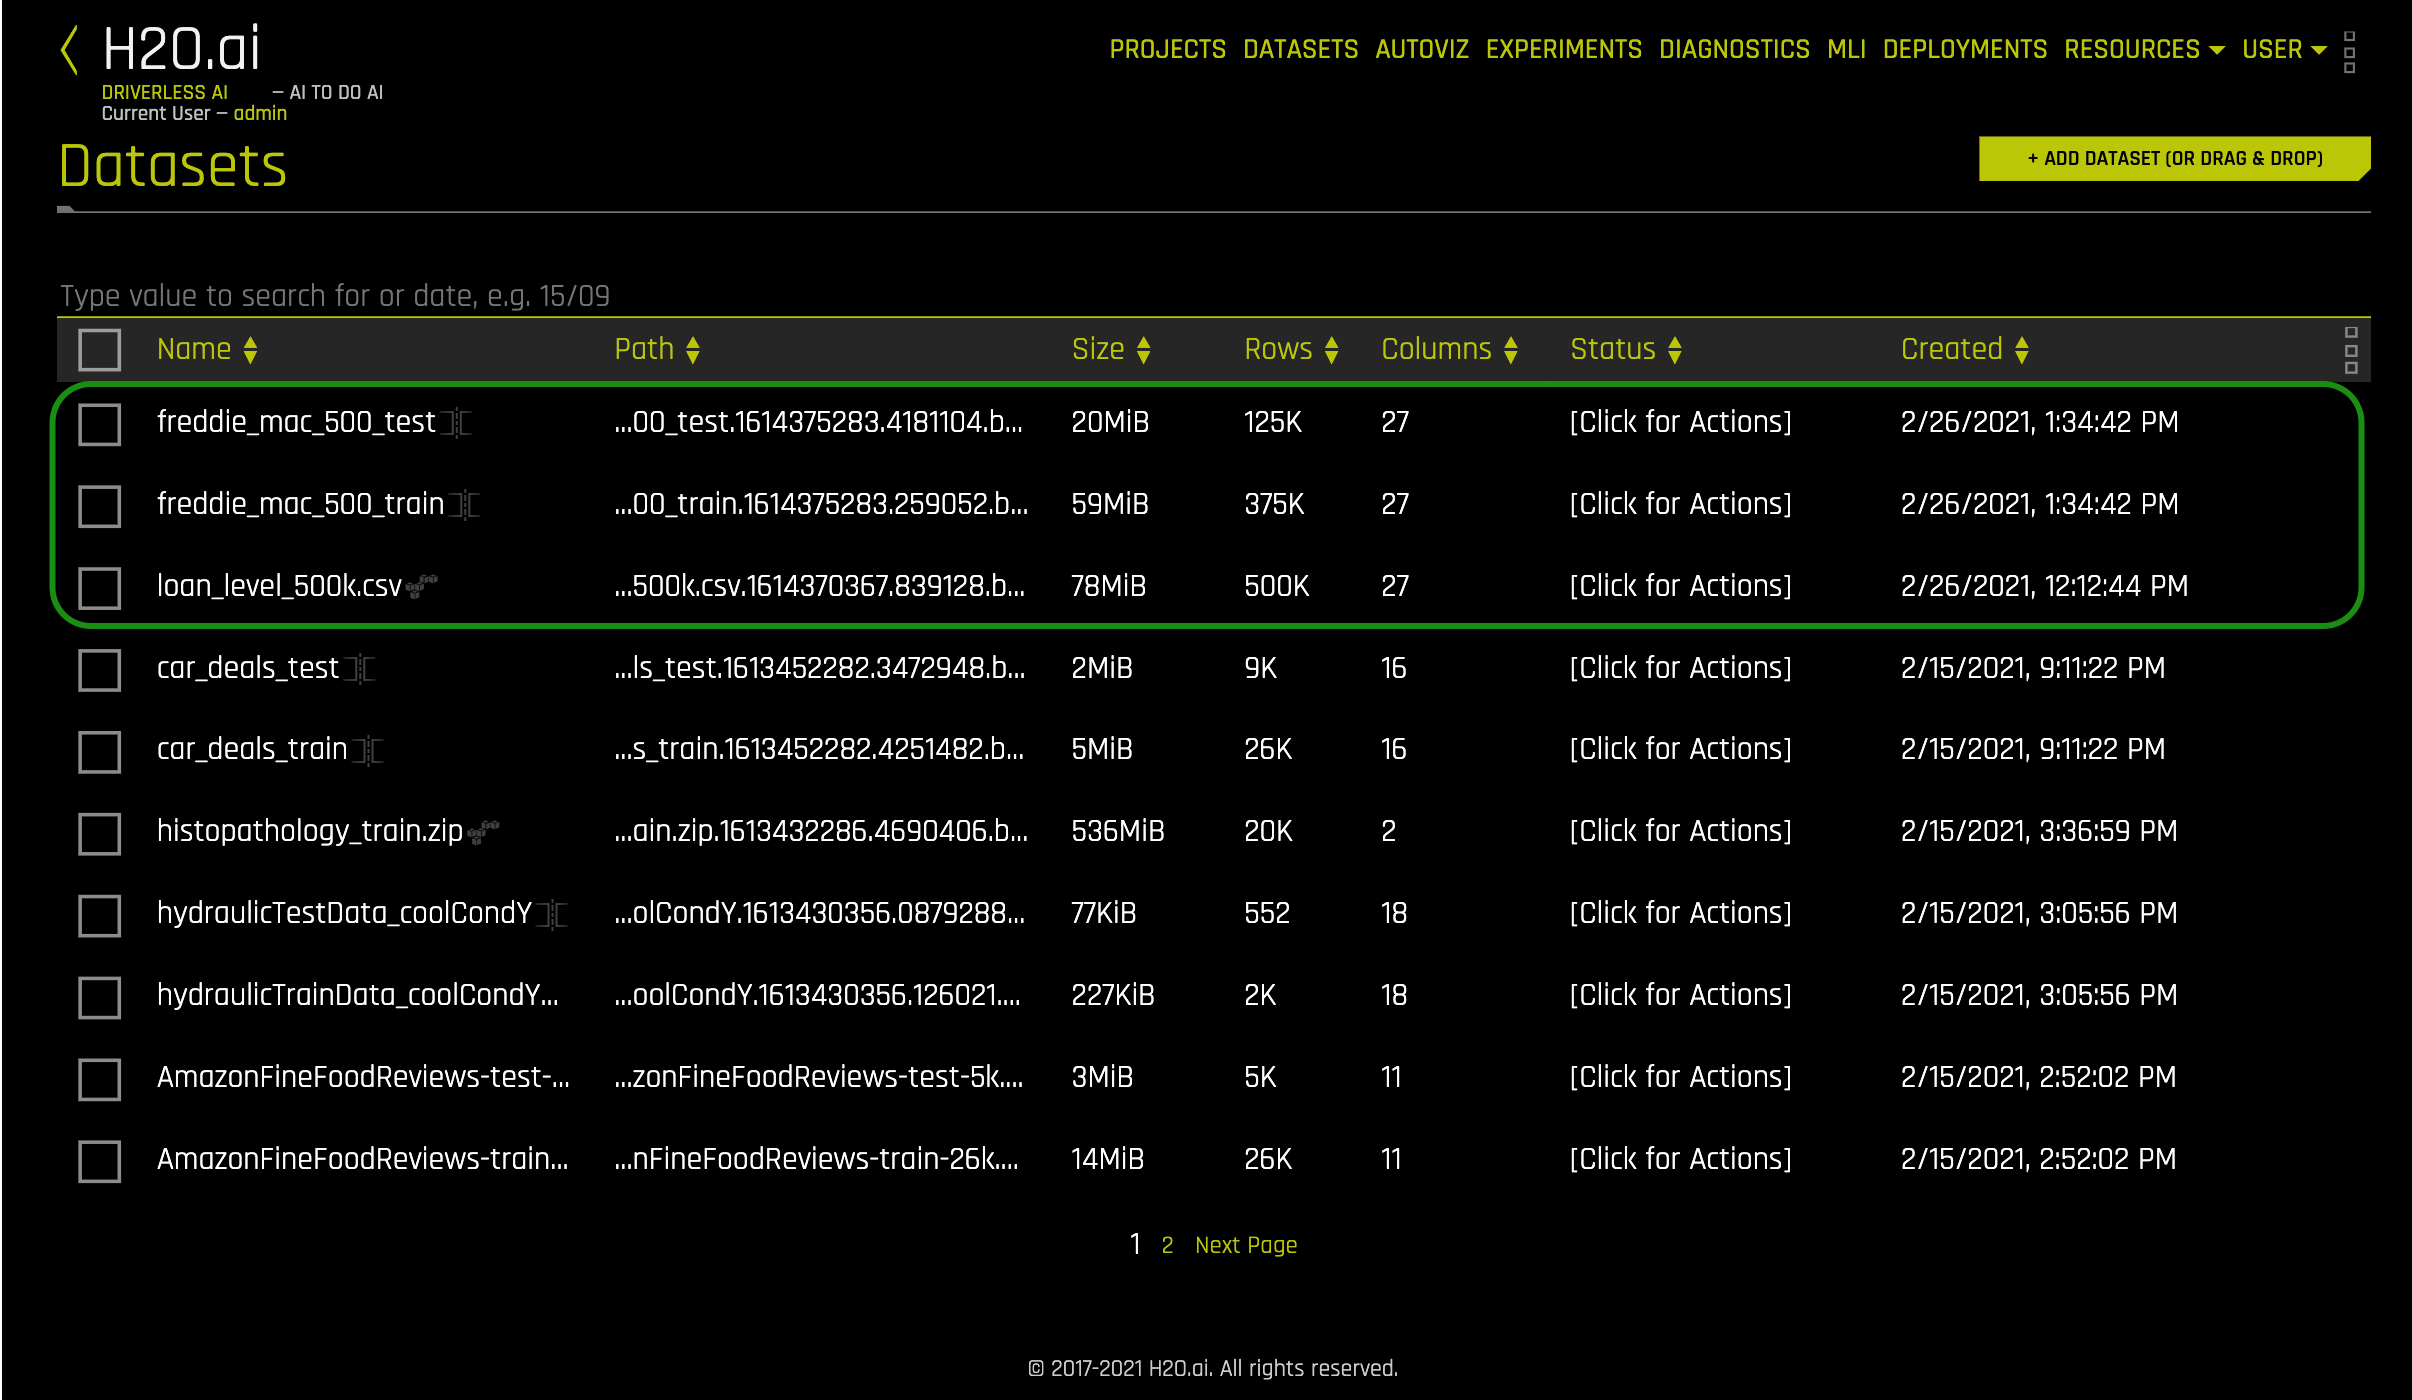 H2O.ai
PROJECTS DATASETS AUTOVIZ EXPERIMENTS DIAGNOSTICS MLI DEPLOYMENTS RESOURCES USER
DRIVERLESS AI — AI TO DO AI
Current User — admin
Datasets
+ ADD DATASET (OR DRAG & DROP)
Type value to search for or date, e.g. 15/09
Name Path Size Rows Columns Status Created
freddie_mac_500_test ...00_test.1614375283.4181104.b... 20MiB 125K 27 [Click for Actions] 2/26/2021, 1:34:42 PM
freddie_mac_500_train ...00_train.1614375283.259052.b... 59MiB 375K 27 [Click for Actions] 2/26/2021, 1:34:42 PM
loan_level_500k.csv ...500k.csv.1614370367.839128.b... 78MiB 500K 27 [Click for Actions] 2/26/2021, 12:12:44 PM
car_deals_test ...ls_test.1613452282.3472948.b... 2MiB 9K 16 [Click for Actions] 2/15/2021, 9:11:22 PM
car_deals_train ...s_train.1613452282.4251482.b... 5MiB 26K 16 [Click for Actions] 2/15/2021, 9:11:22 PM
histopathology_train.zip ...ain.zip.1613432286.4690406.b... 536MiB 20K 2 [Click for Actions] 2/15/2021, 3:36:59 PM
hydraulicTestData_coolCondY ...olCondY.1613430356.0879288... 77KiB 552 18 [Click for Actions] 2/15/2021, 3:05:56 PM
hydraulicTrainData_coolCondY... ...oolCondY.1613430356.126021.... 227KiB 2K 18 [Click for Actions] 2/15/2021, 3:05:56 PM
AmazonFineFoodReviews-test-... ...zonFineFoodReviews-test-5k.... 3MiB 5K 11 [Click for Actions] 2/15/2021, 2:52:02 PM
AmazonFineFoodReviews-train... ...nFineFoodReviews-train-26k.... 14MiB 26K 11 [Click for Actions] 2/15/2021, 2:52:02 PM
1 2 Next Page
© 2017-2021 H2O.ai. All rights reserved.